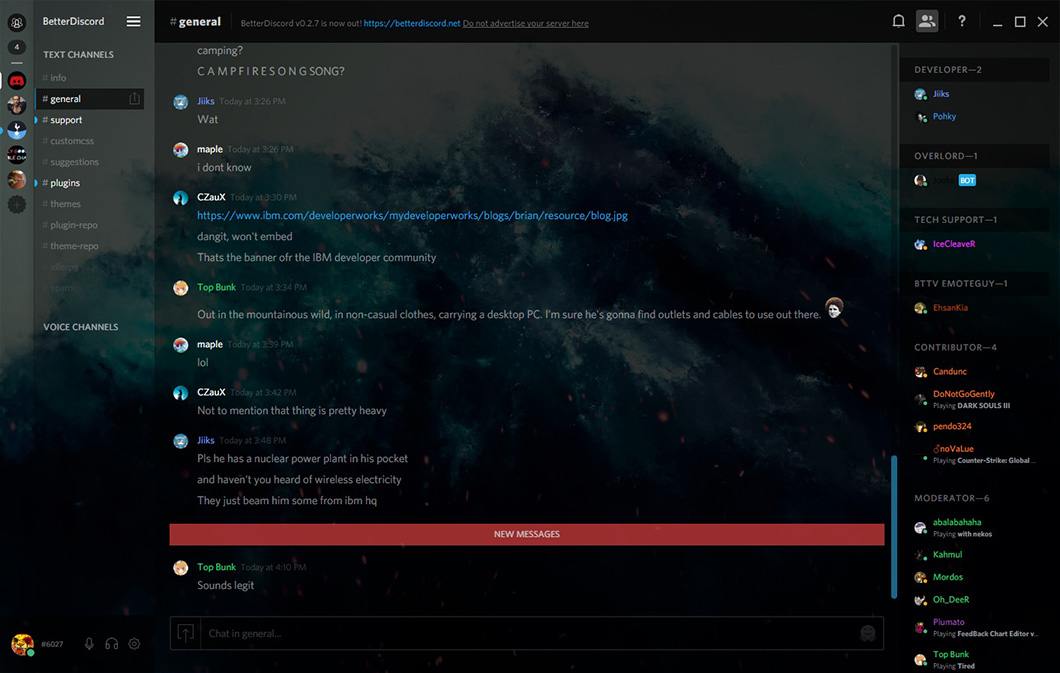 BetterDiscord
4
TEXT CHANNELS
# info
# general
# support
# customcss
# suggestions
# plugins
# themes
# plugin-repo
# theme-repo
VOICE CHANNELS
#6027
# general
BetterDiscord v0.2.7 is now out! https://betterdiscord.net Do not advertise your server here
?
camping?
C A M P F I R E S O N G SONG?
Jiiks Today at 3:26 PM
Wat
maple Today at 3:26 PM
i dont know
CZauX Today at 3:30 PM
https://www.ibm.com/developerworks/mydeveloperworks/blogs/brian/resource/blog.jpg
dangit, won't embed
Thats the banner ofr the IBM developer community
Top Bunk Today at 3:34 PM
Out in the mountainous wild, in non-casual clothes, carrying a desktop PC. I'm sure he's gonna find outlets and cables to use out there.
maple Today at 3:39 PM
lol
CZauX Today at 3:42 PM
Not to mention that thing is pretty heavy
Jiiks Today at 3:48 PM
Pls he has a nuclear power plant in his pocket
and haven't you heard of wireless electricity
They just beam him some from ibm hq
NEW MESSAGES
Top Bunk Today at 4:10 PM
Sounds legit
Chat in general...
DEVELOPER—2
Jiiks
Pohky
OVERLORD—1
BOT
TECH SUPPORT—1
IceCleaveR
BTTV EMOTEGUY—1
EhsanKia
CONTRIBUTOR—4
Candunc
DoNotGoGently
Playing DARK SOULS III
pendo324
♂noVaLue
Playing Counter-Strike: Global ...
MODERATOR—6
abalabahaha
Playing with nekos
Kahmul
Mordos
Oh_DeeR
Plumato
Playing FeedBack Chart Editor v...
Top Bunk
Playing Tired